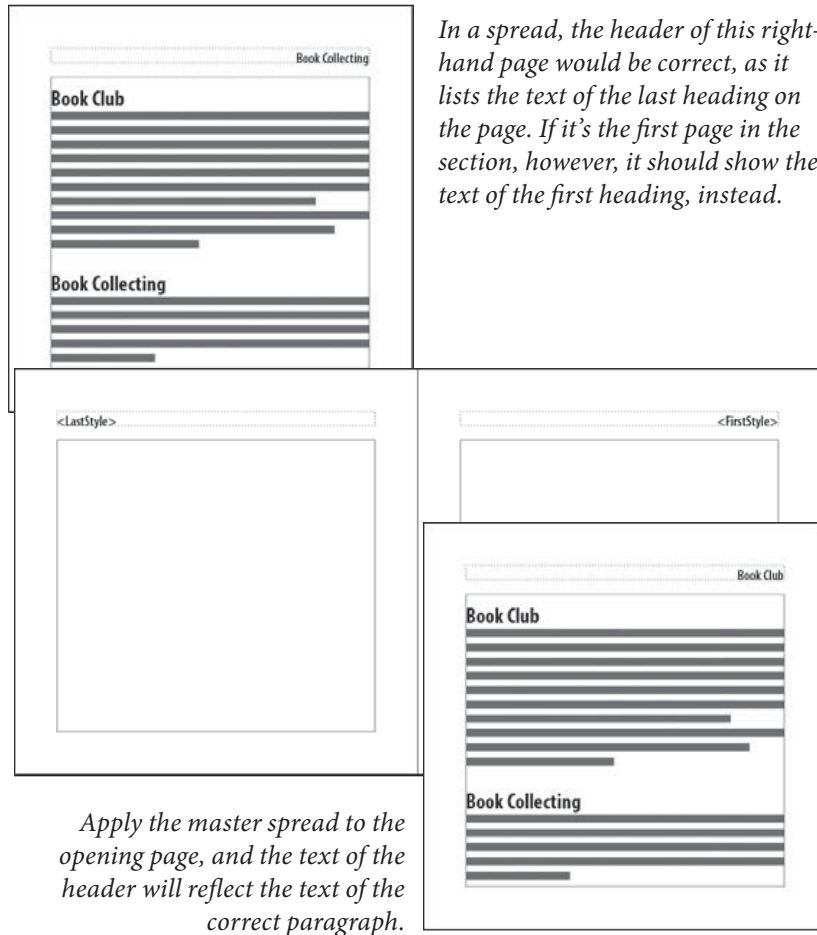 In a spread, the header of this right-
hand page would be correct, as it
lists the text of the last heading on
the page. If it's the first page in the
section, however, it should show the
text of the first heading, instead.
Book Collecting
Book Club
Book Collecting
<LastStyle>
<FirstStyle>
Book Club
Book Club
Book Collecting
Apply the master spread to the
opening page, and the text of the
header will reflect the text of the
correct paragraph.